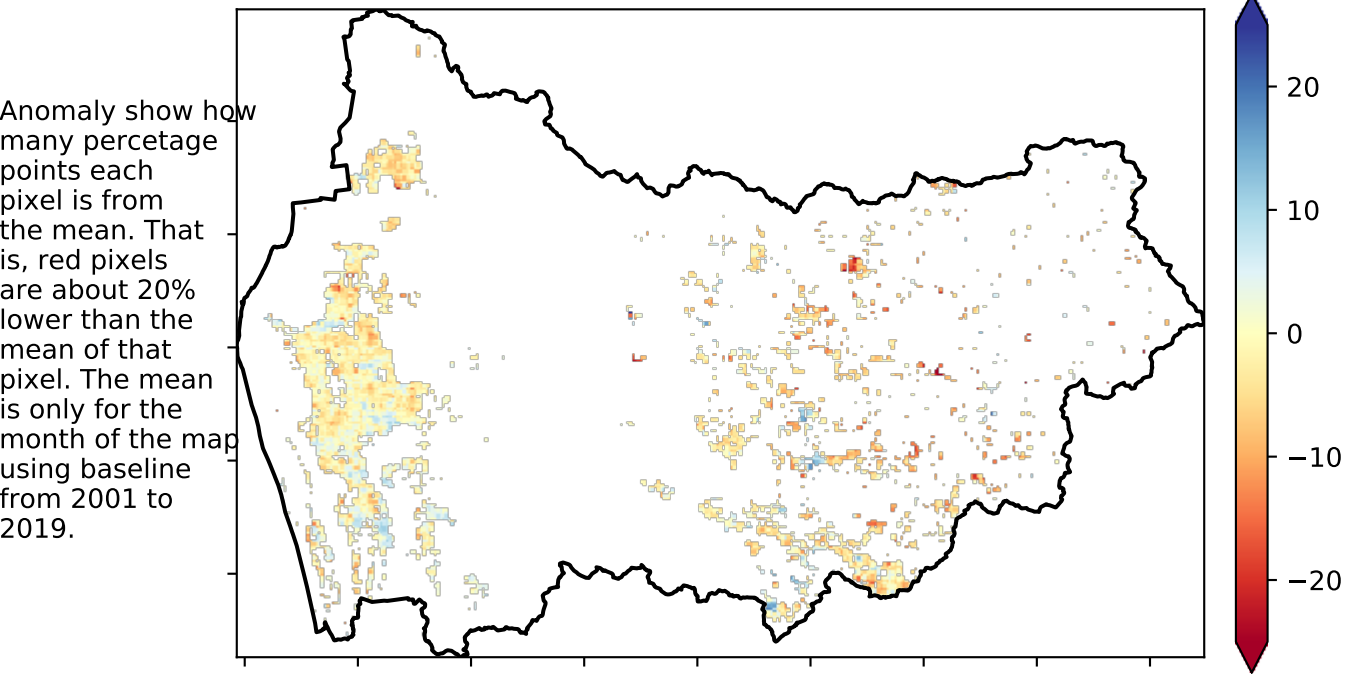 Anomaly show how
many percetage
points each
pixel is from
the mean. That
is, red pixels
are about 20%
lower than the
mean of that
pixel. The mean
is only for the
month of the map
using baseline
from 2001 to
2019.
20
10
0
−10
−20